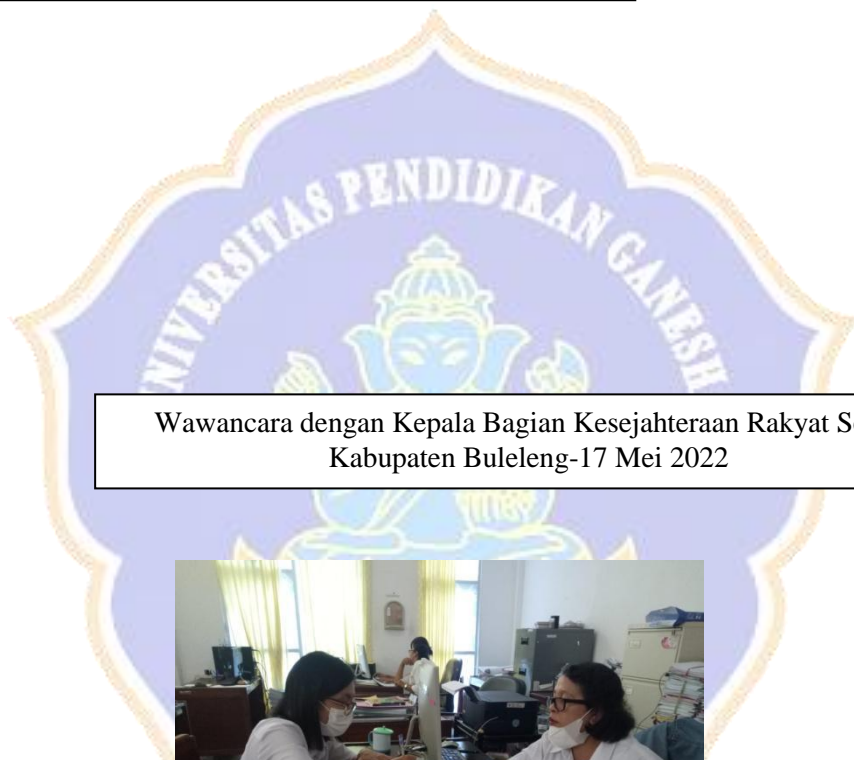 UNIVERSITAS PENDIDIKAN GANESH
Wawancara dengan Kepala Bagian Kesejahteraan Rakyat
Kabupaten Buleleng-17 Mei 2022